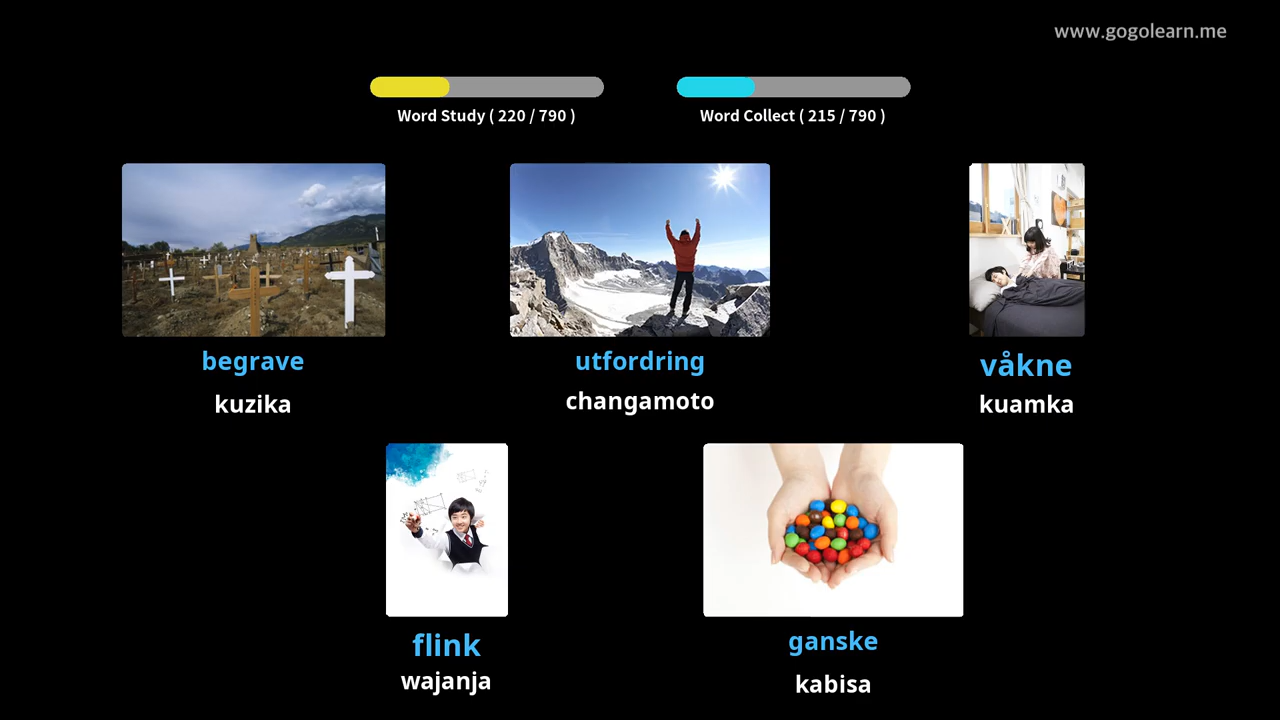 www.gogolearn.me
Word Study ( 220 / 790 )
Word Collect ( 215 / 790 )
begrave
kuzika
utfordring
changamoto
våkne
kuamka
flink
wajanja
ganske
kabisa